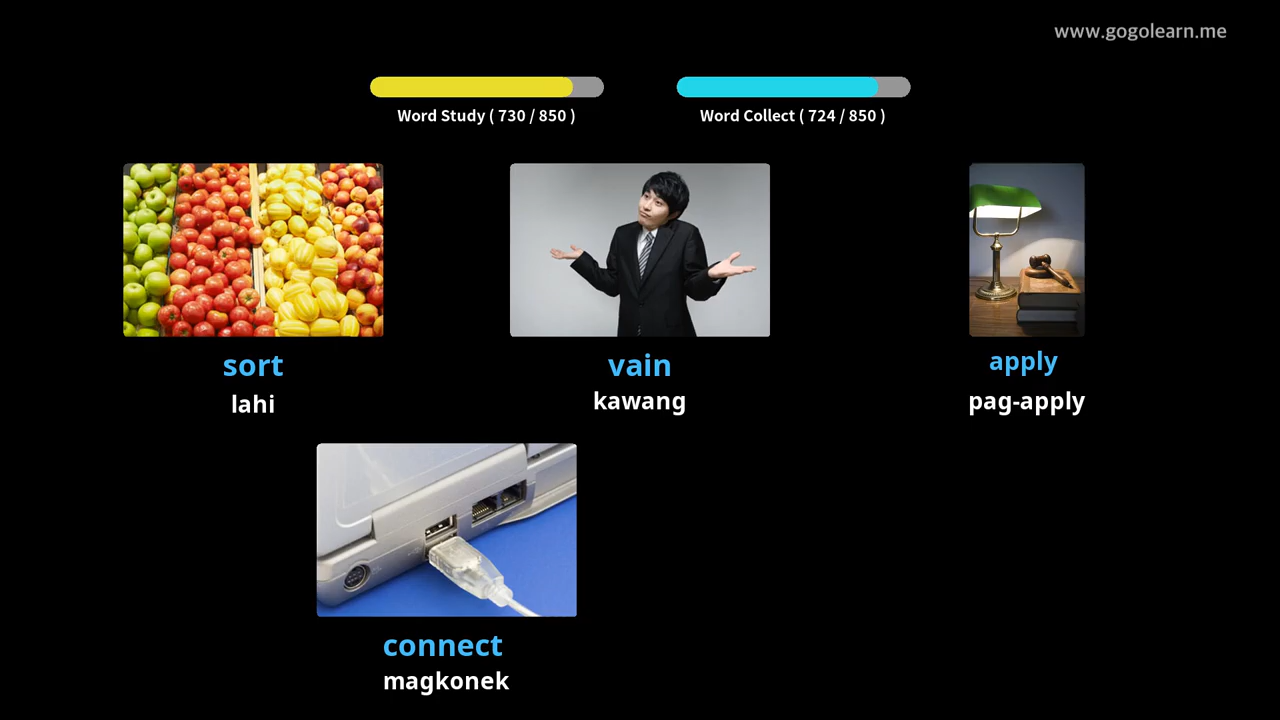 www.gogolearn.me
Word Study ( 730 / 850 )
Word Collect ( 724 / 850 )
sort
lahi
vain
kawang
apply
pag-apply
connect
magkonek